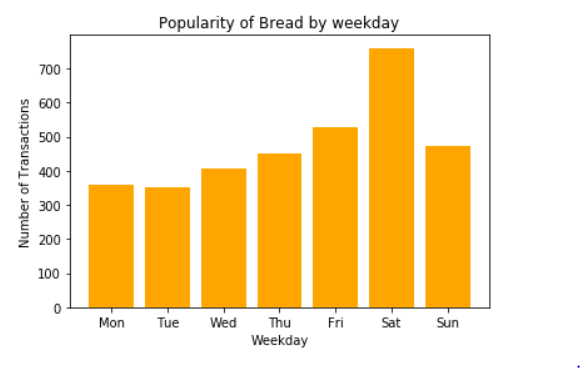 Popularity of Bread by weekday
700
600
500
400
300
200
100
0
Number of Transactions
Mon Tue Wed Thu Fri Sat Sun
Weekday